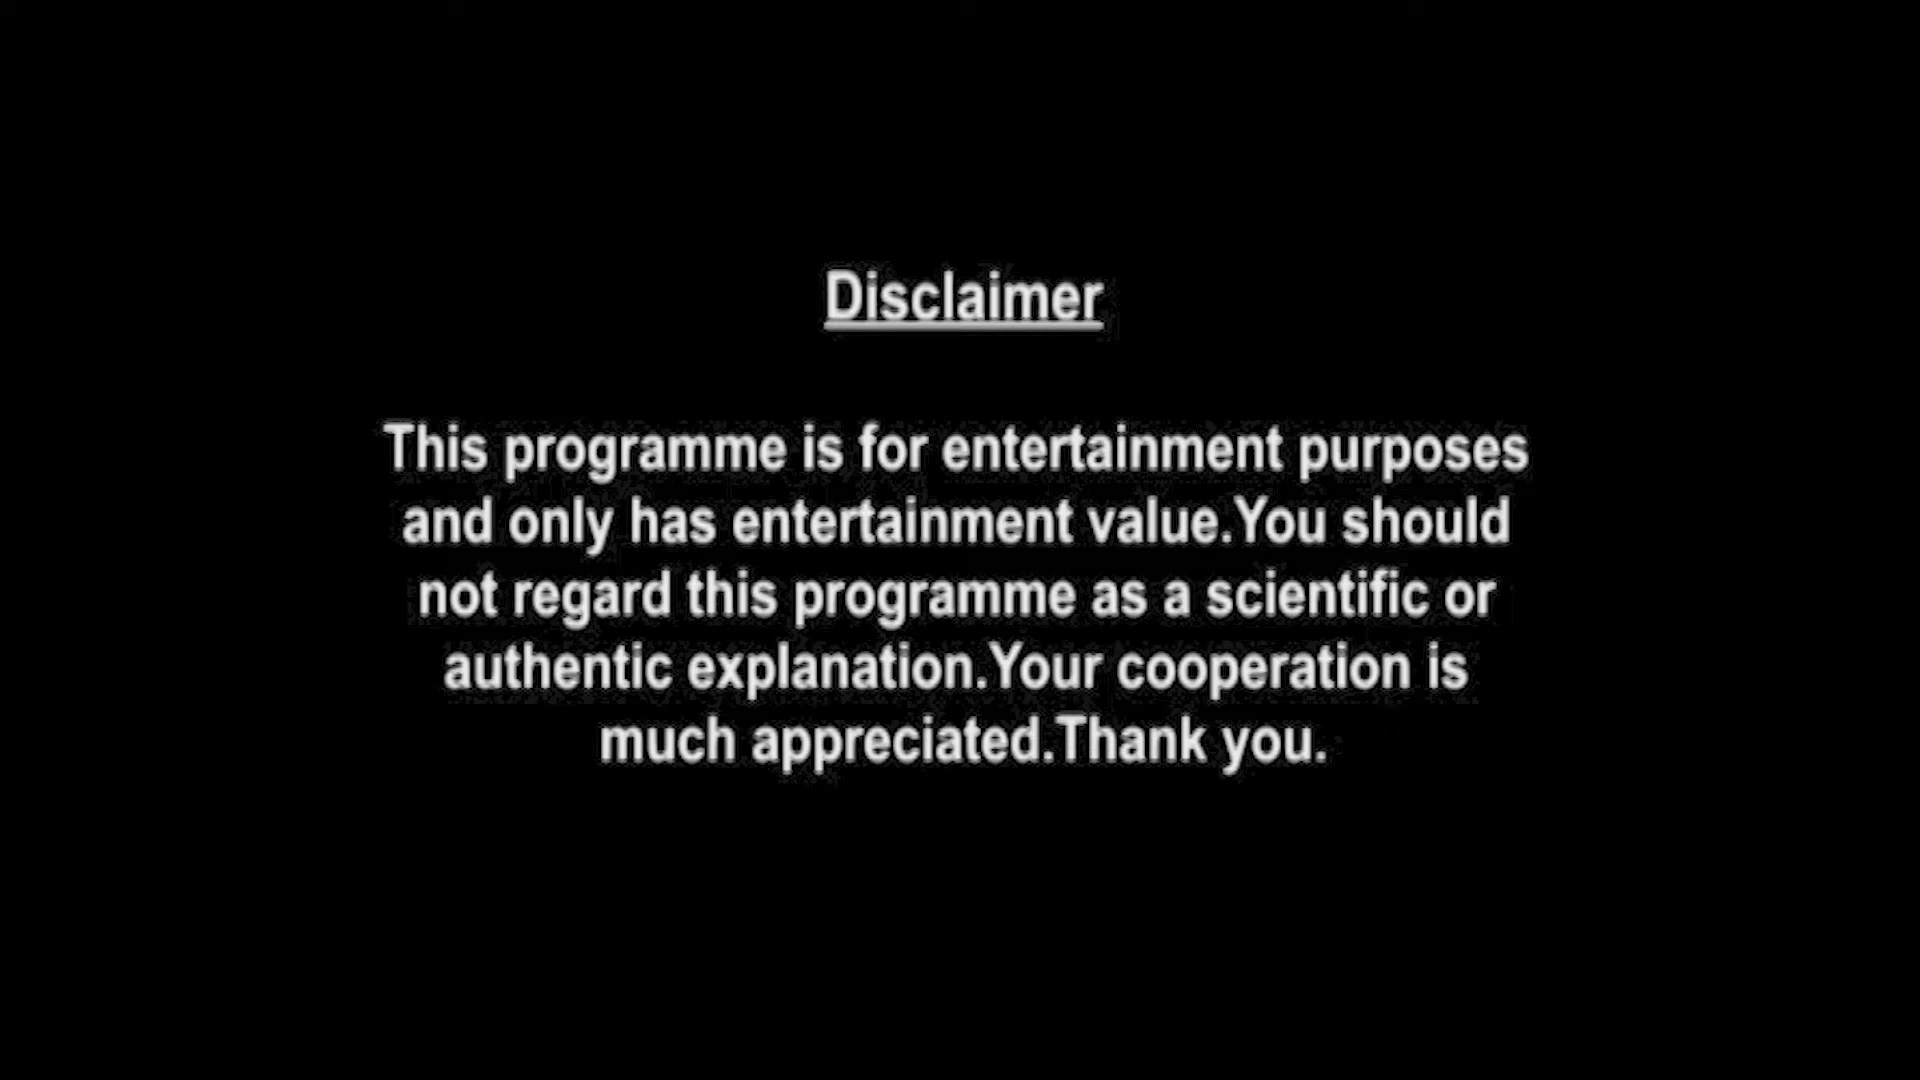 Disclaimer
This programme is for entertainment purposes
and only has entertainment value.You should
not regard this programme as a scientific or
authentic explanation.Your cooperation is
much appreciated.Thank you.